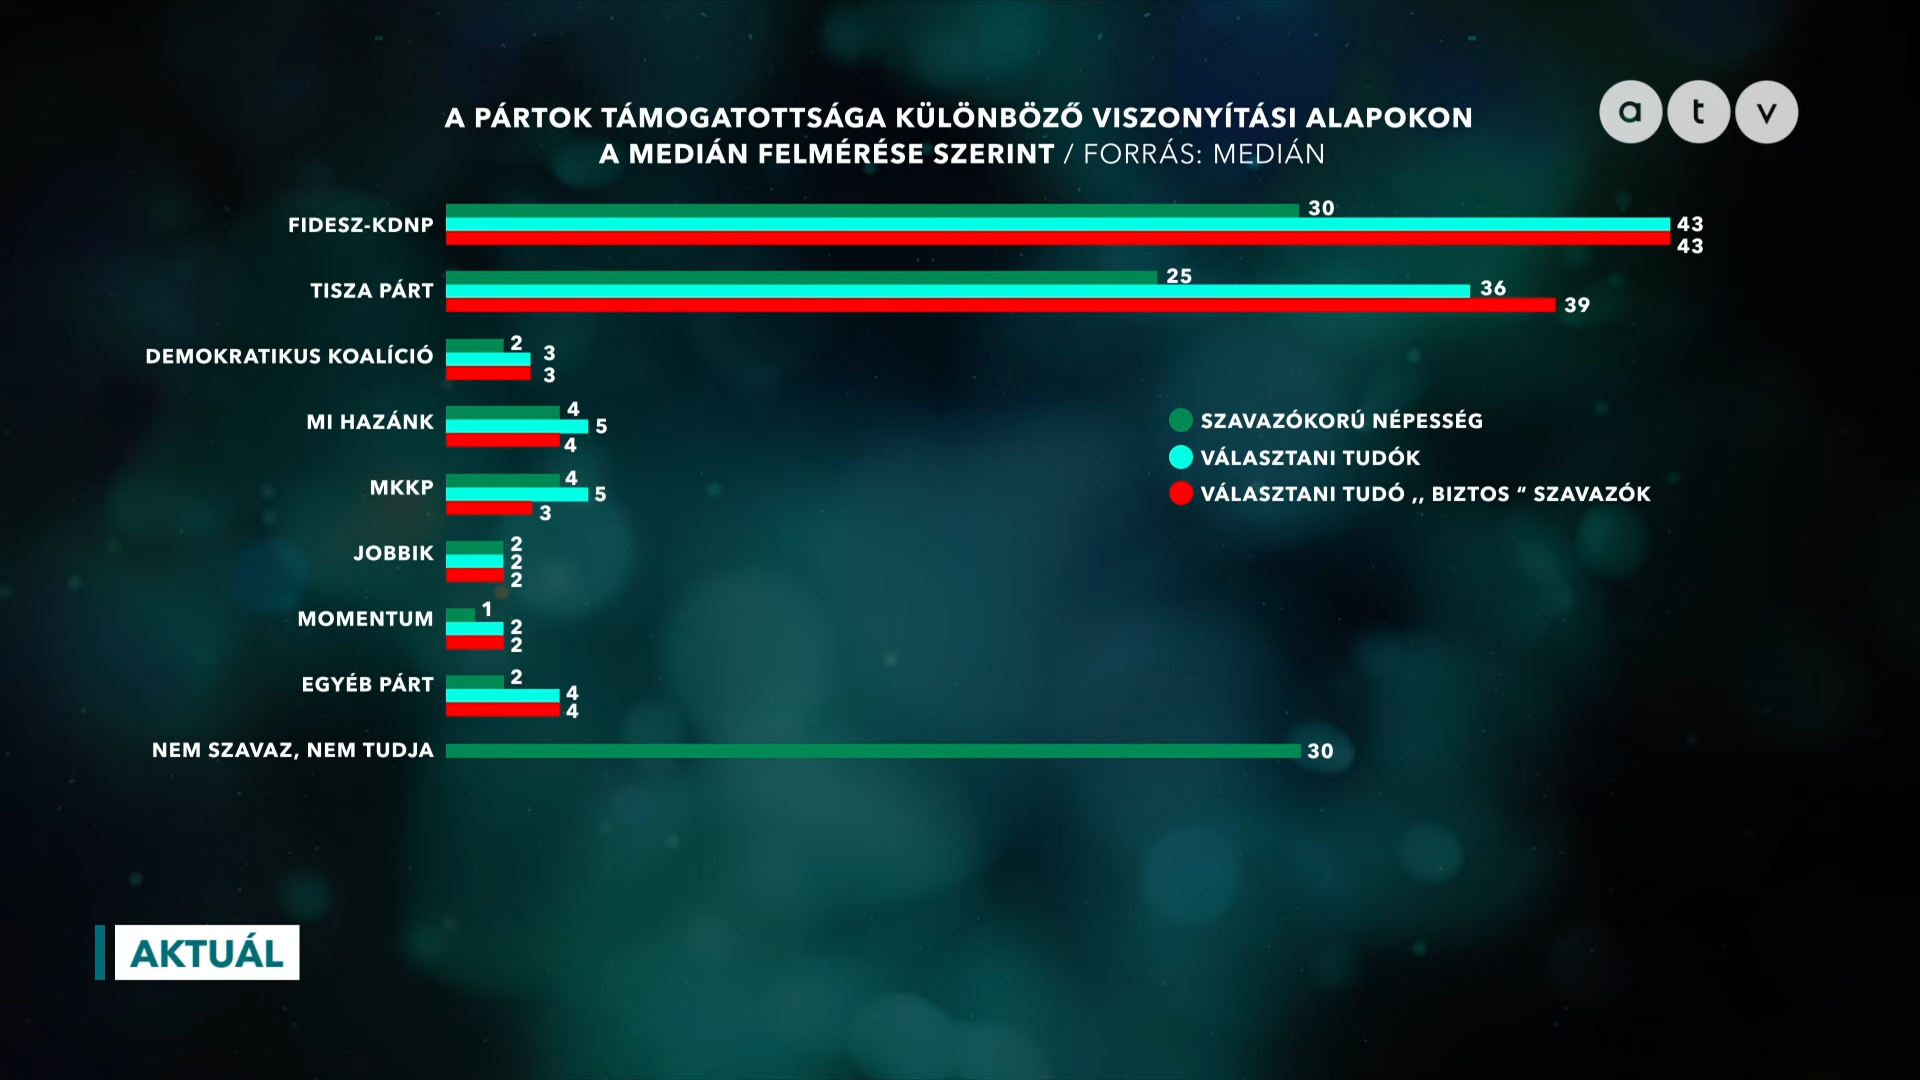 A PÁRTOK TÁMOGATOTTSÁGA KÜLÖNBÖZŐ VISZONYÍTÁSI ALAPOKON
A MEDIÁN FELMÉRÉSE SZERINT / FORRÁS: MEDIÁN
a t v
FIDESZ-KDNP
30
43
43
TISZA PÁRT
25
36
39
DEMOKRATIKUS KOALÍCIÓ
2
3
3
MI HAZÁNK
4
5
4
MKKP
4
5
3
JOBBIK
2
2
2
MOMENTUM
1
2
2
EGYÉB PÁRT
2
4
4
NEM SZAVAZ, NEM TUDJA
30
SZAVAZÓKORÚ NÉPESSÉG
VÁLASZTANI TUDÓK
VÁLASZTANI TUDÓ ,, BIZTOS “ SZAVAZÓK
AKTUÁL